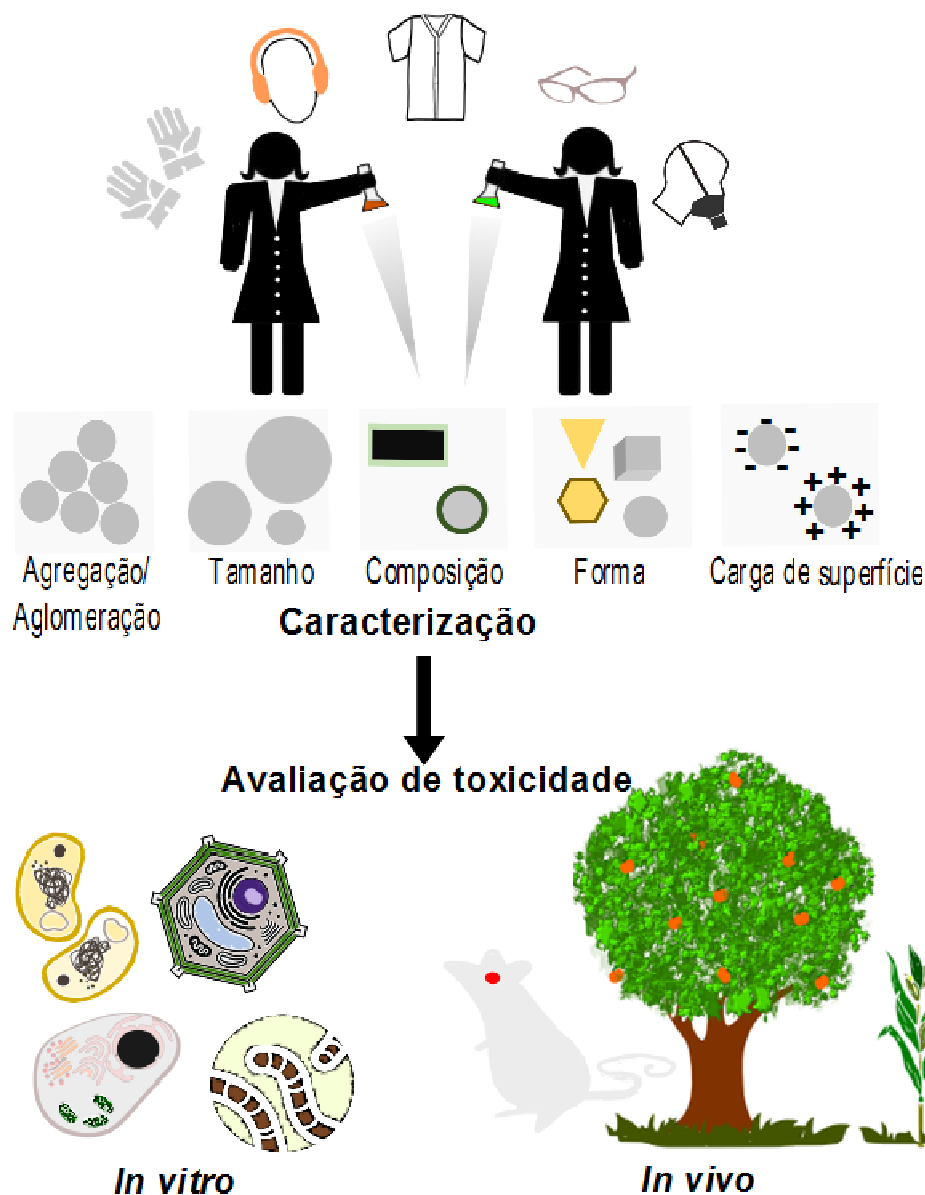 Agregação/
Aglomeração
Tamanho
Composição
Forma
Carga de superfície
Caracterização
Avaliação de toxicidade
In vitro
In vivo